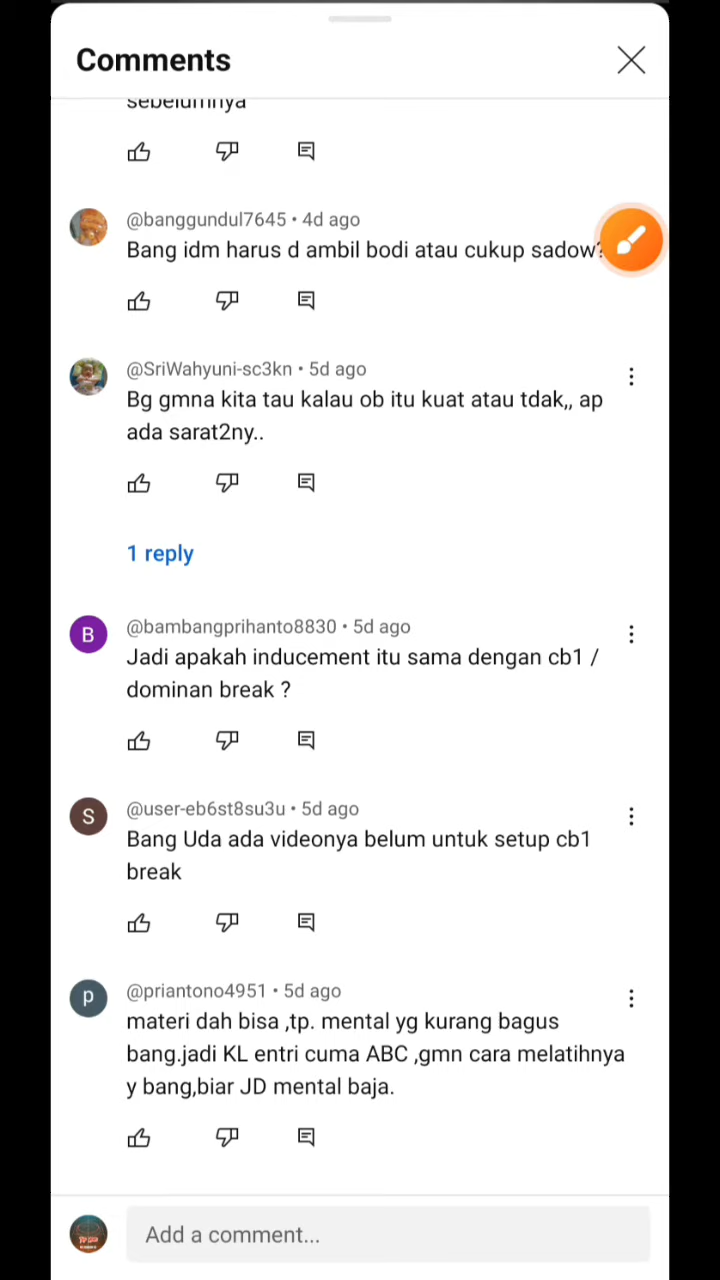 Comments
sebelumnya
@banggundul7645 • 4d ago
Bang idm harus d ambil bodi atau cukup sadow?
@SriWahyuni-sc3kn • 5d ago
Bg gmna kita tau kalau ob itu kuat atau tdak,, ap
ada sarat2ny..
1 reply
B
@bambangprihanto8830 • 5d ago
Jadi apakah inducement itu sama dengan cb1 /
dominan break ?
S
@user-eb6st8su3u • 5d ago
Bang Uda ada videonya belum untuk setup cb1
break
p
@priantono4951 • 5d ago
materi dah bisa ,tp. mental yg kurang bagus
bang.jadi KL entri cuma ABC ,gmn cara melatihnya
y bang,biar JD mental baja.
Add a comment...